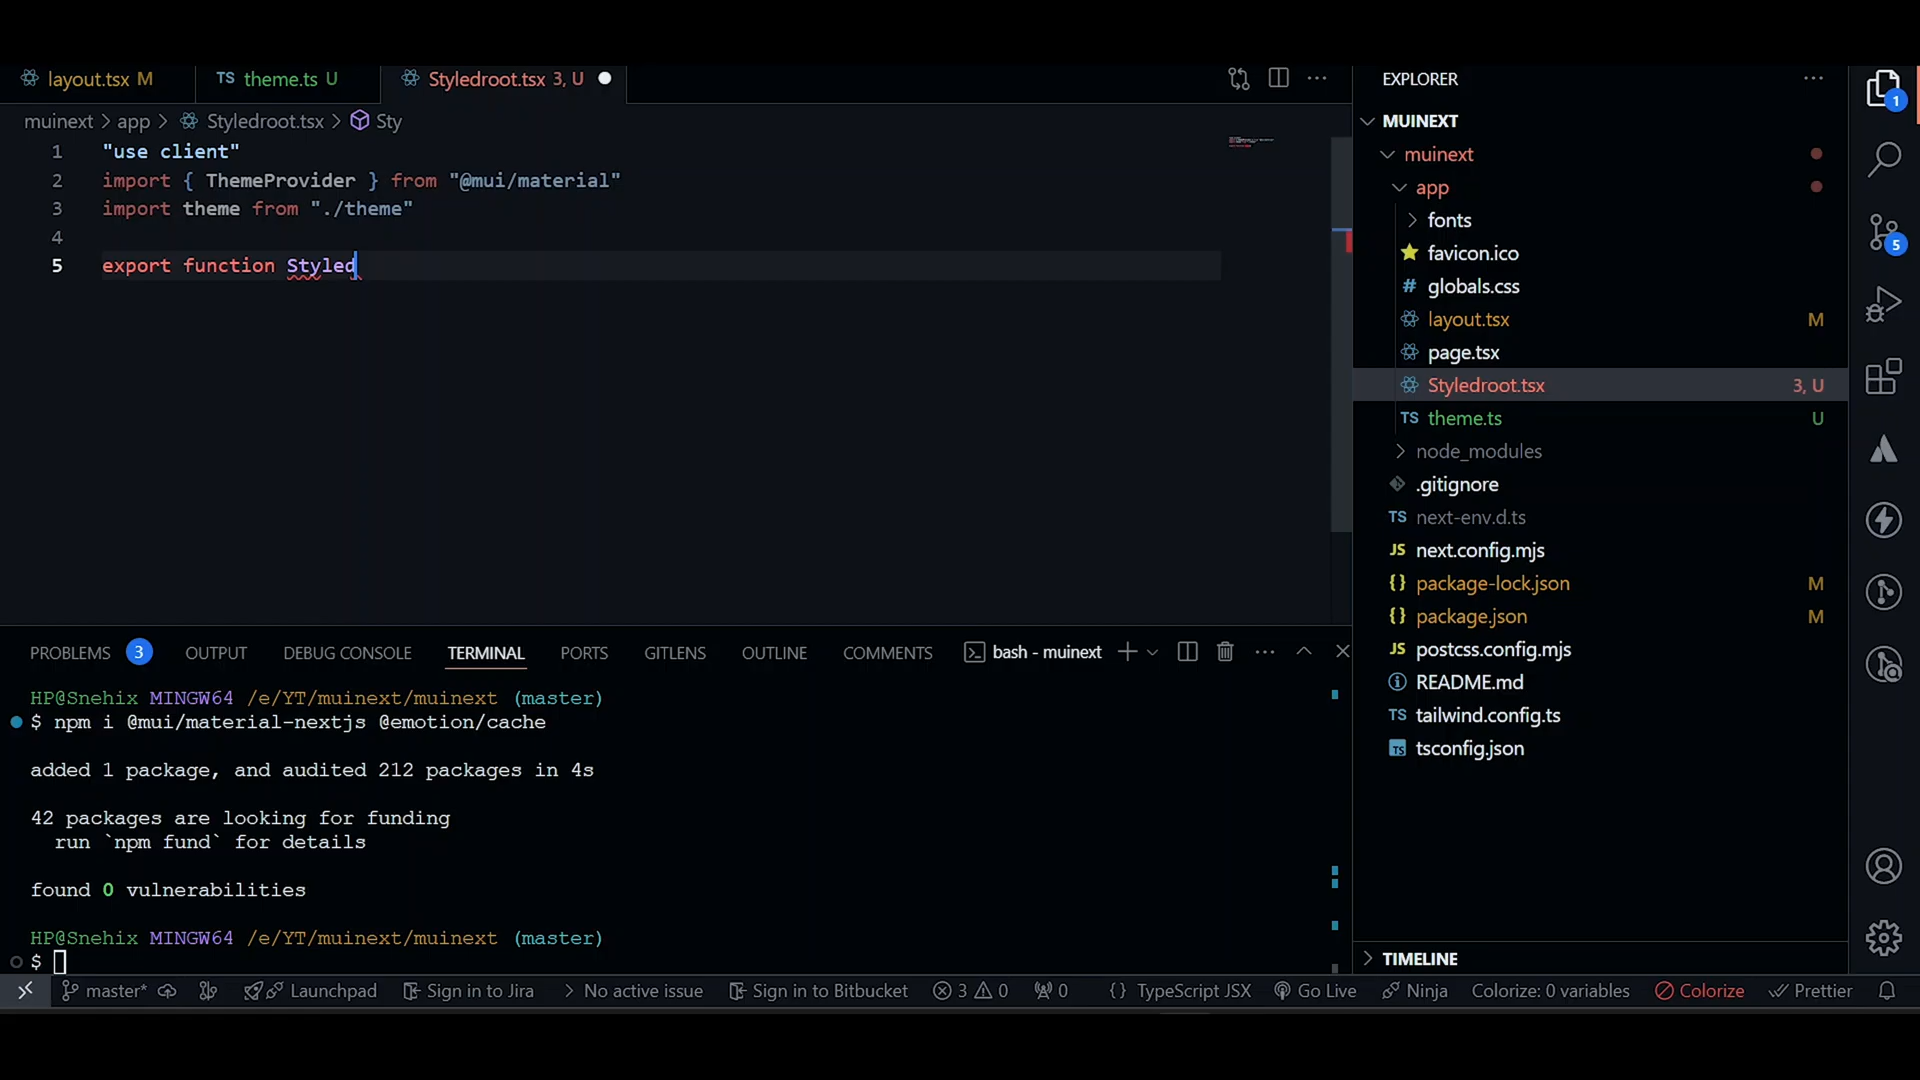 layout.tsx M
TS theme.ts U
Styledroot.tsx 3, U
muinext > app > Styledroot.tsx > Sty
1 "use client"
2 import { ThemeProvider } from "@mui/material"
3 import theme from "./theme"
4
5 export function Styled
PROBLEMS 3 OUTPUT DEBUG CONSOLE TERMINAL PORTS GITLENS OUTLINE COMMENTS bash - muinext
HP@Snehix MINGW64 /e/YT/muinext/muinext (master)
$ npm i @mui/material-nextjs @emotion/cache
added 1 package, and audited 212 packages in 4s
42 packages are looking for funding
run `npm fund` for details
found 0 vulnerabilities
HP@Snehix MINGW64 /e/YT/muinext/muinext (master)
$
EXPLORER
MUINEXT
muinext
app
fonts
favicon.ico
# globals.css
layout.tsx M
page.tsx
Styledroot.tsx 3, U
TS theme.ts U
node_modules
.gitignore
TS next-env.d.ts
JS next.config.mjs
{} package-lock.json M
{} package.json M
JS postcss.config.mjs
README.md
TS tailwind.config.ts
TS tsconfig.json
TIMELINE
1
5
master* Launchpad Sign in to Jira > No active issue Sign in to Bitbucket 3 0 0 {} TypeScript JSX Go Live Ninja Colorize: 0 variables Colorize Prettier